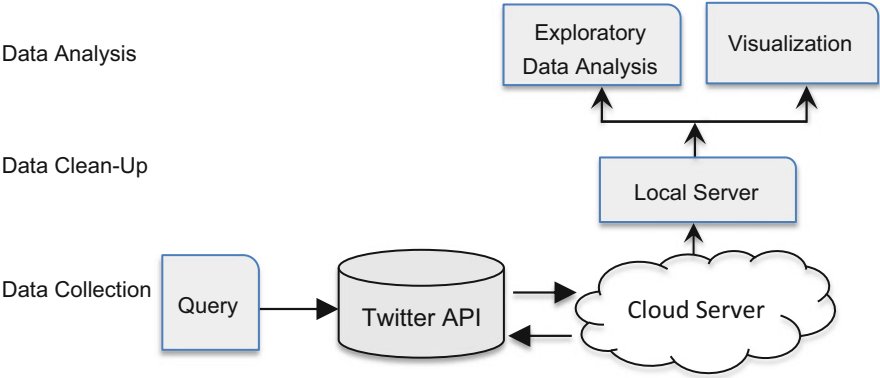 Data Analysis
Exploratory
Data Analysis
Visualization
Data Clean-Up
Local Server
Data Collection
Query
Twitter API
Cloud Server